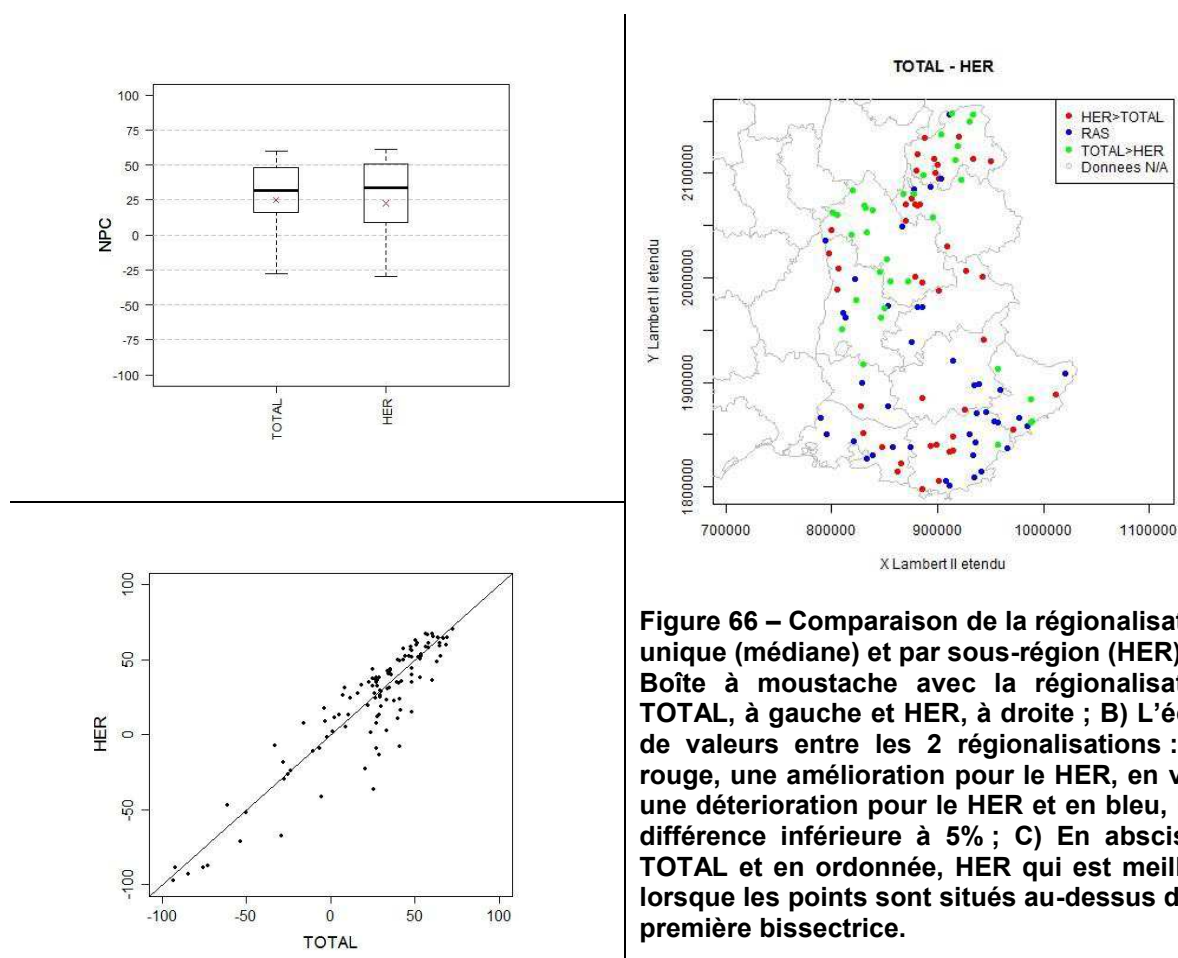 100
75
50
25
0
-25
-50
-75
-100
NPC
TOTAL
HER
TOTAL - HER
HER>TOTAL
RAS
TOTAL>HER
Donnees N/A
2100000
2000000
1900000
1800000
Y Lambert II etendu
700000
800000
900000
1000000
1100000
X Lambert II etendu
100
50
0
-50
-100
HER
-100
-50
0
50
100
TOTAL
Figure 66 – Comparaison de la
unique (médiane) et par sous-région (HER)
Boîte à moustache avec la
TOTAL, à gauche et HER, à droite ; B)
de valeurs entre les 2 régionalisations :
rouge, une amélioration pour le HER, en
une déterioration pour le HER et en bleu,
différence inférieure à 5% ; C) En
TOTAL et en ordonnée, HER qui est
lorsque les points sont situés au-dessus
première bissectrice.